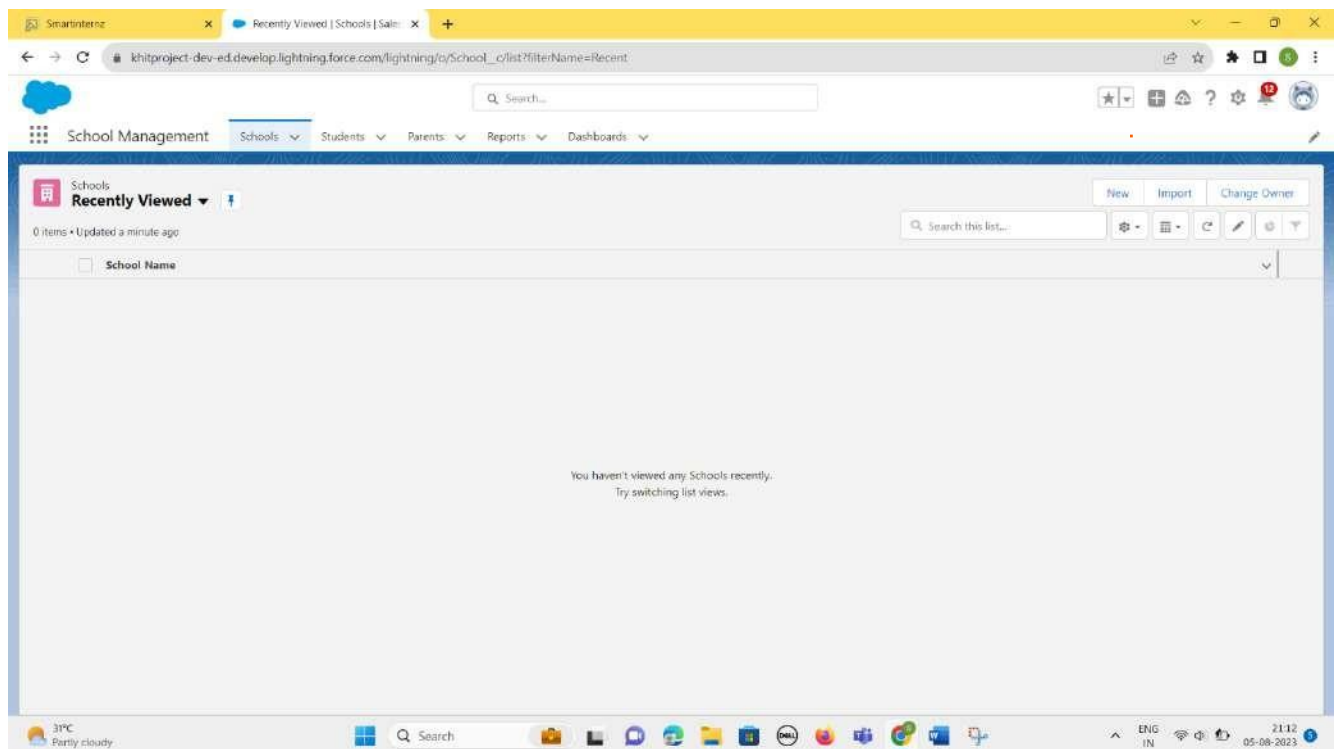 Smartinternz
Recently Viewed | Schools | Sale
khitproject-dev-ed.develop.lightning.force.com/lightning/o/School__c/list?filterName=Recent
S
Search...
12
School Management
Schools
Students
Parents
Reports
Dashboards
Schools
Recently Viewed
New
Import
Change Owner
0 items • Updated a minute ago
Search this list...
School Name
You haven't viewed any Schools recently.
Try switching list views.
31°C
Partly cloudy
Search
DELL
ENG
IN
21:12
05-08-2023